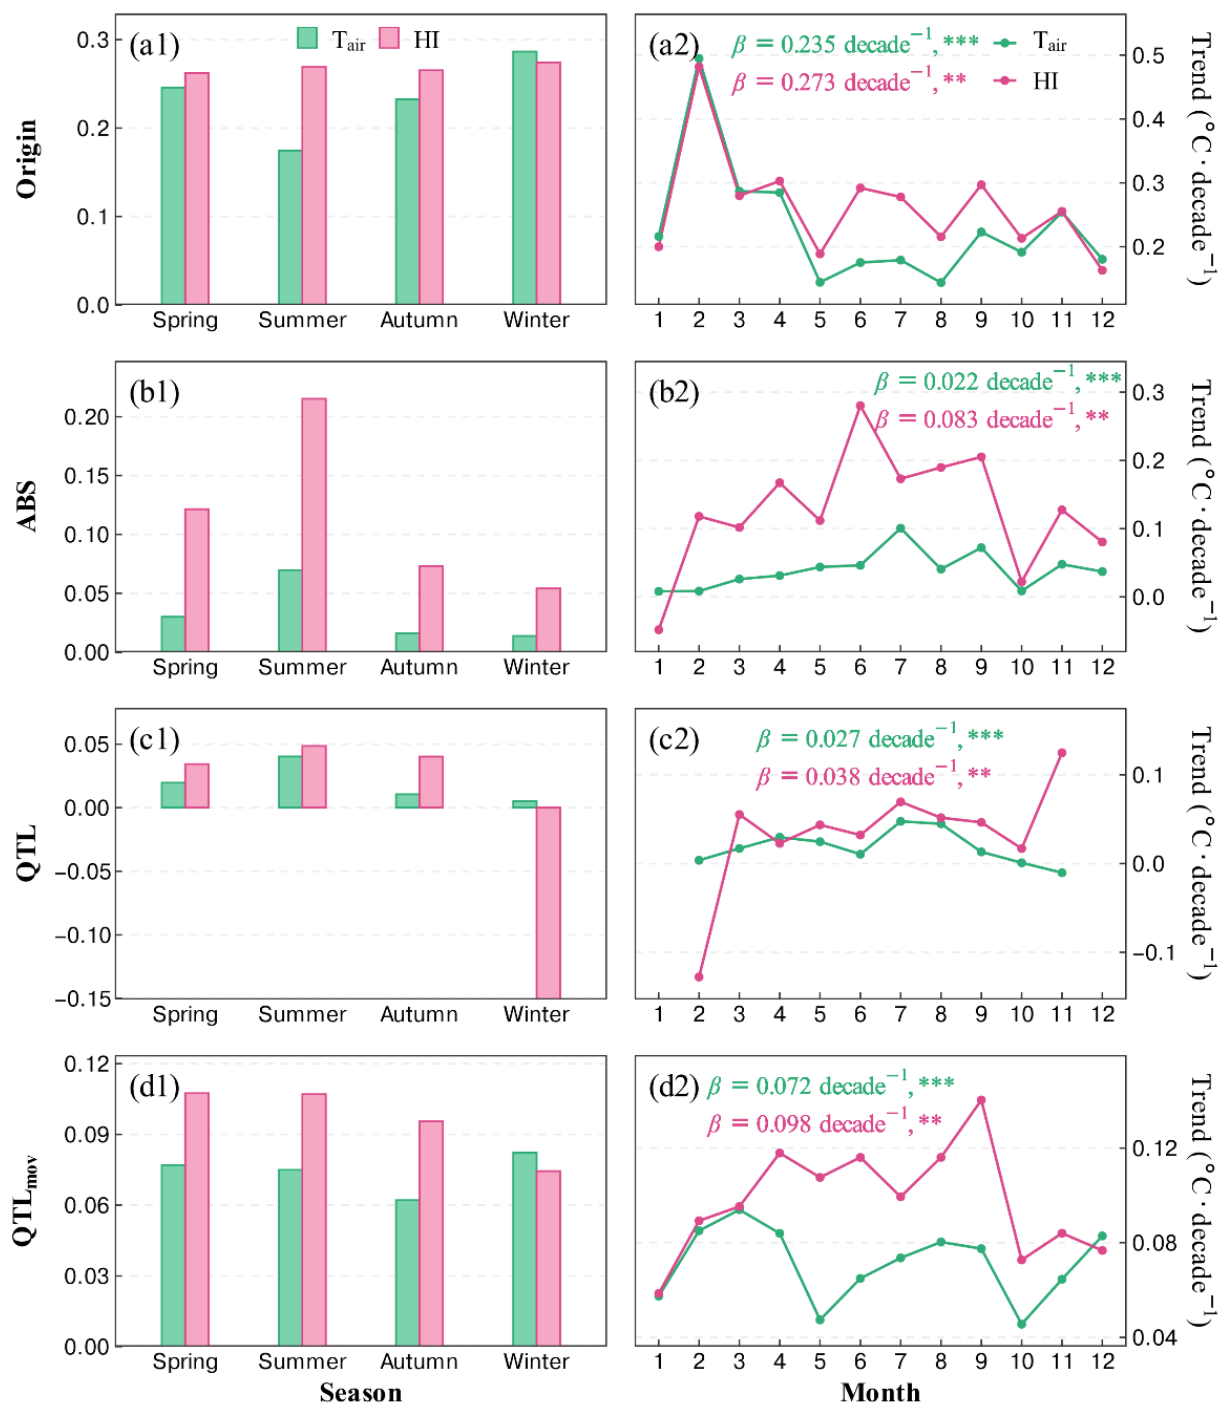 (a1)
T_air HI
0.3
0.2
0.1
0.0
Origin
Spring Summer Autumn Winter
(a2)
β = 0.235 decade⁻¹, ***
β = 0.273 decade⁻¹, **
T_air
HI
0.5
0.4
0.3
0.2
Trend (°C·decade⁻¹)
1 2 3 4 5 6 7 8 9 10 11 12
(b1)
0.20
0.15
0.10
0.05
0.00
ABS
Spring Summer Autumn Winter
(b2)
β = 0.022 decade⁻¹, ***
β = 0.083 decade⁻¹, **
0.3
0.2
0.1
0.0
Trend (°C·decade⁻¹)
1 2 3 4 5 6 7 8 9 10 11 12
(c1)
0.05
0.00
−0.05
−0.10
−0.15
QTL
Spring Summer Autumn Winter
(c2)
β = 0.027 decade⁻¹, ***
β = 0.038 decade⁻¹, **
0.1
0.0
−0.1
Trend (°C·decade⁻¹)
1 2 3 4 5 6 7 8 9 10 11 12
(d1)
0.12
0.09
0.06
0.03
0.00
QTL_mov
Spring Summer Autumn Winter
Season
(d2)
β = 0.072 decade⁻¹, ***
β = 0.098 decade⁻¹, **
0.12
0.08
0.04
Trend (°C·decade⁻¹)
1 2 3 4 5 6 7 8 9 10 11 12
Month